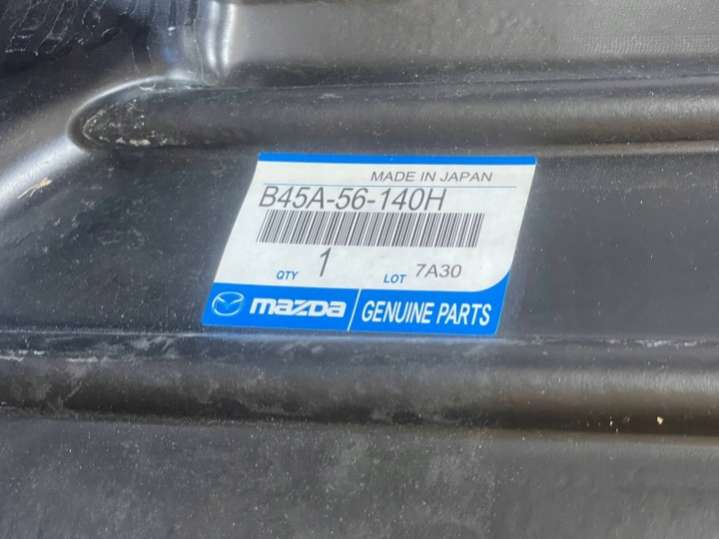 MADE IN JAPAN
B45A-56-140H
QTY 1 LOT 7A30
mazda GENUINE PARTS